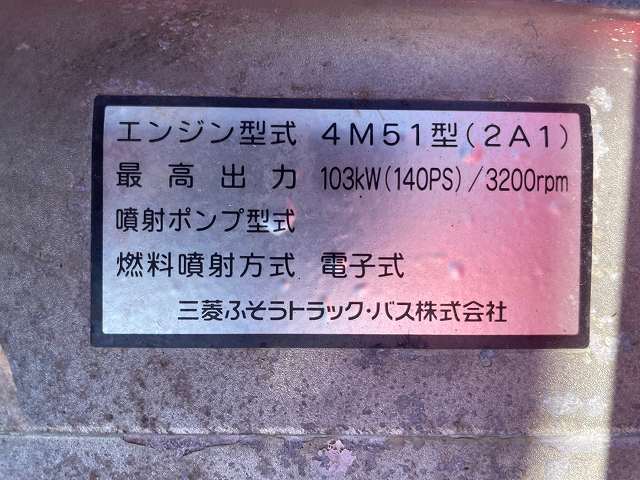 エンジン型式 4M51型(2A1)
最高出力 103kW(140PS)/3200rpm
噴射ポンプ型式
燃料噴射方式 電子式
三菱ふそうトラック・バス株式会社